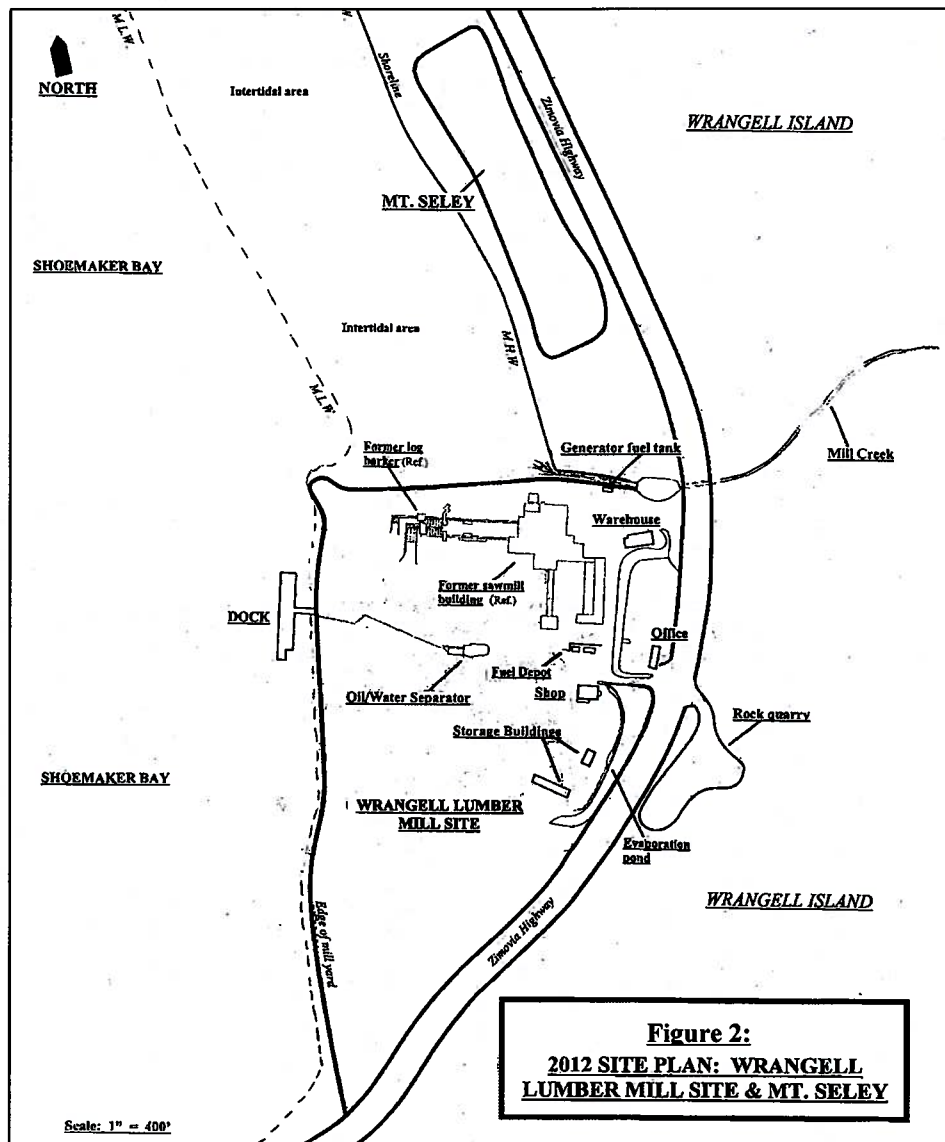 M.L.W.
M.
NORTH
Intertidal area
Shoreline
Zimovia Highway
WRANGELL ISLAND
MT. SELEY
SHOEMAKER BAY
Intertidal area
M.H.W.
M.L.W.
Former log
barker (Ref.)
Generator fuel tank
Mill Creek
Warehouse
Former sawmill
building (Ref.)
DOCK
Office
Fuel Depot
Oil/Water Separator
Shop
Rock quarry
Storage Buildings
SHOEMAKER BAY
WRANGELL LUMBER
MILL SITE
Evaporation
pond
WRANGELL ISLAND
Edge of mill yard
Zimovia Highway
Figure 2:
2012 SITE PLAN: WRANGELL
LUMBER MILL SITE & MT. SELEY
Scale: 1" = 400'